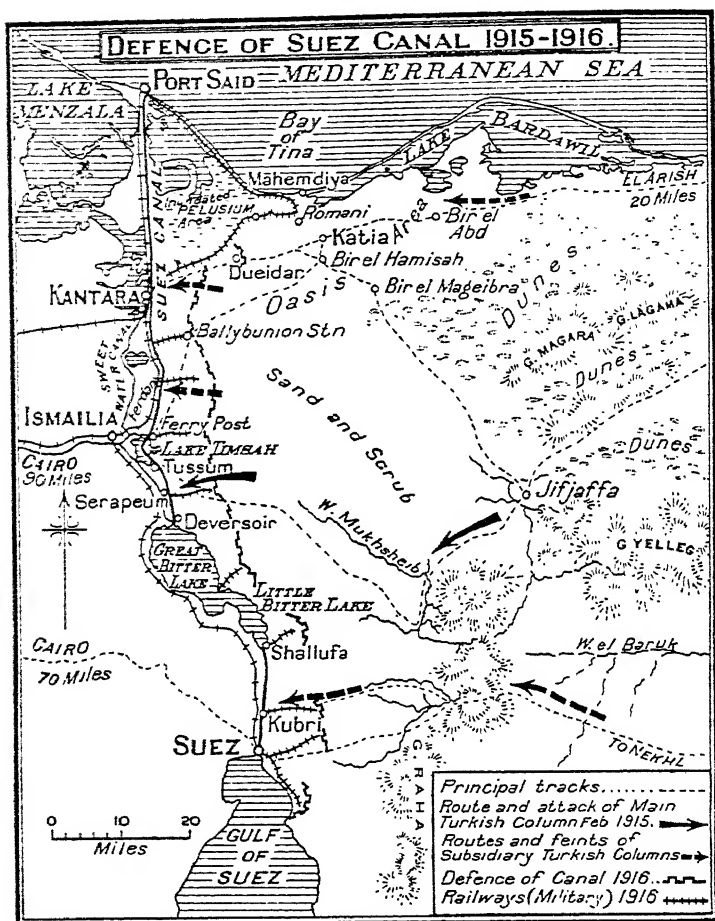 DEFENCE OF SUEZ CANAL 1915-1916.
LAKE
MENZALA
PORT SAID
MEDITERRANEAN SEA
Bay
of
Tina
LAKE BARDAWIL
Mahemdiya
EL ARISH
20 MILES
Inundated
PELUSIUM
Area
Romani
Bir el
Abd
Katia
Oasis Area
Dueidar
Bir el Hamisah
Bir el Mageibra
SUEZ CANAL
KANTARA
Dunes
G. LAGAMA
G. MAGARA
Ballybunion Stn
SWEET
WATER CANAL
Ferdan
Dunes
Sand and Scrub
ISMAILIA
Ferry Post
LAKE TIMSAH
Dunes
CAIRO
90 Miles
Tussum
Serapeum
Jifjaffa
Deversoir
W. Mukhsheib
G YELLEG
GREAT
BITTER
LAKE
LITTLE
BITTER LAKE
CAIRO
70 MILES
Shallufa
W. el Baruk
Kubri
SUEZ
TO NEKHL
G RAHA
0 10 20
Miles
GULF
OF
SUEZ
Principal tracks
Route and attack of Main
Turkish Column Feb 1915.
Routes and feints of
Subsidiary Turkish Columns
Defence of Canal 1916
Railways (Military) 1916